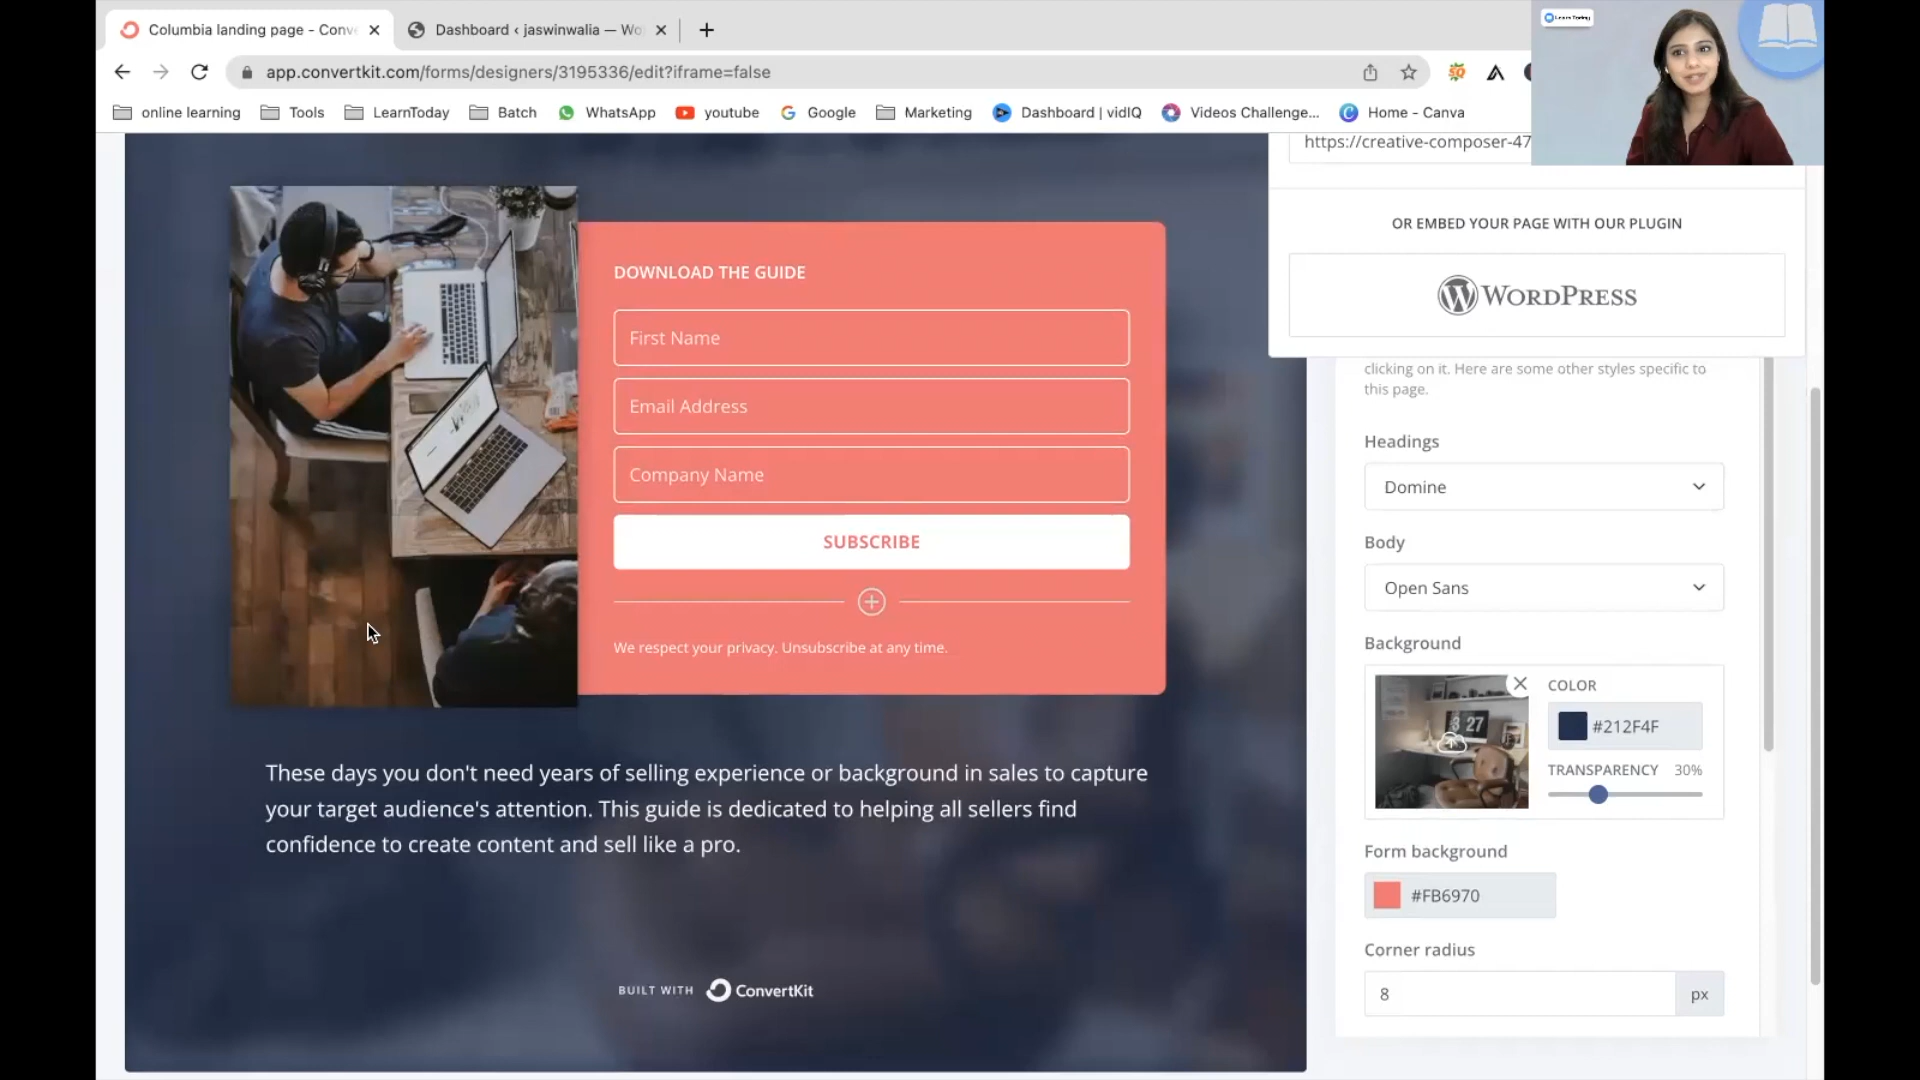 Columbia landing page - Conv
Dashboard ‹ jaswinwalia — Wo
app.convertkit.com/forms/designers/3195336/edit?iframe=false
online learning
Tools
LearnToday
Batch
WhatsApp
youtube
Google
Marketing
Dashboard | vidIQ
Videos Challenge...
Home - Canva
Learn Today
https://creative-composer-47
OR EMBED YOUR PAGE WITH OUR PLUGIN
WORDPRESS
DOWNLOAD THE GUIDE
First Name
Email Address
Company Name
SUBSCRIBE
We respect your privacy. Unsubscribe at any time.
These days you don't need years of selling experience or background in sales to capture
your target audience's attention. This guide is dedicated to helping all sellers find
confidence to create content and sell like a pro.
BUILT WITH ConvertKit
clicking on it. Here are some other styles specific to
this page.
Headings
Domine
Body
Open Sans
Background
3 27
COLOR
#212F4F
TRANSPARENCY 30%
Form background
#FB6970
Corner radius
8 px